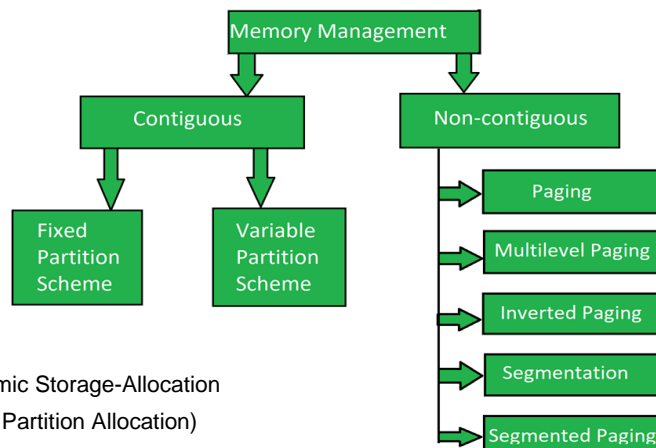 Memory Management
Contiguous
Non-contiguous
Fixed
Partition
Scheme
Variable
Partition
Scheme
Paging
Multilevel Paging
Inverted Paging
Segmentation
Segmented Paging
mic Storage-Allocation
Partition Allocation)